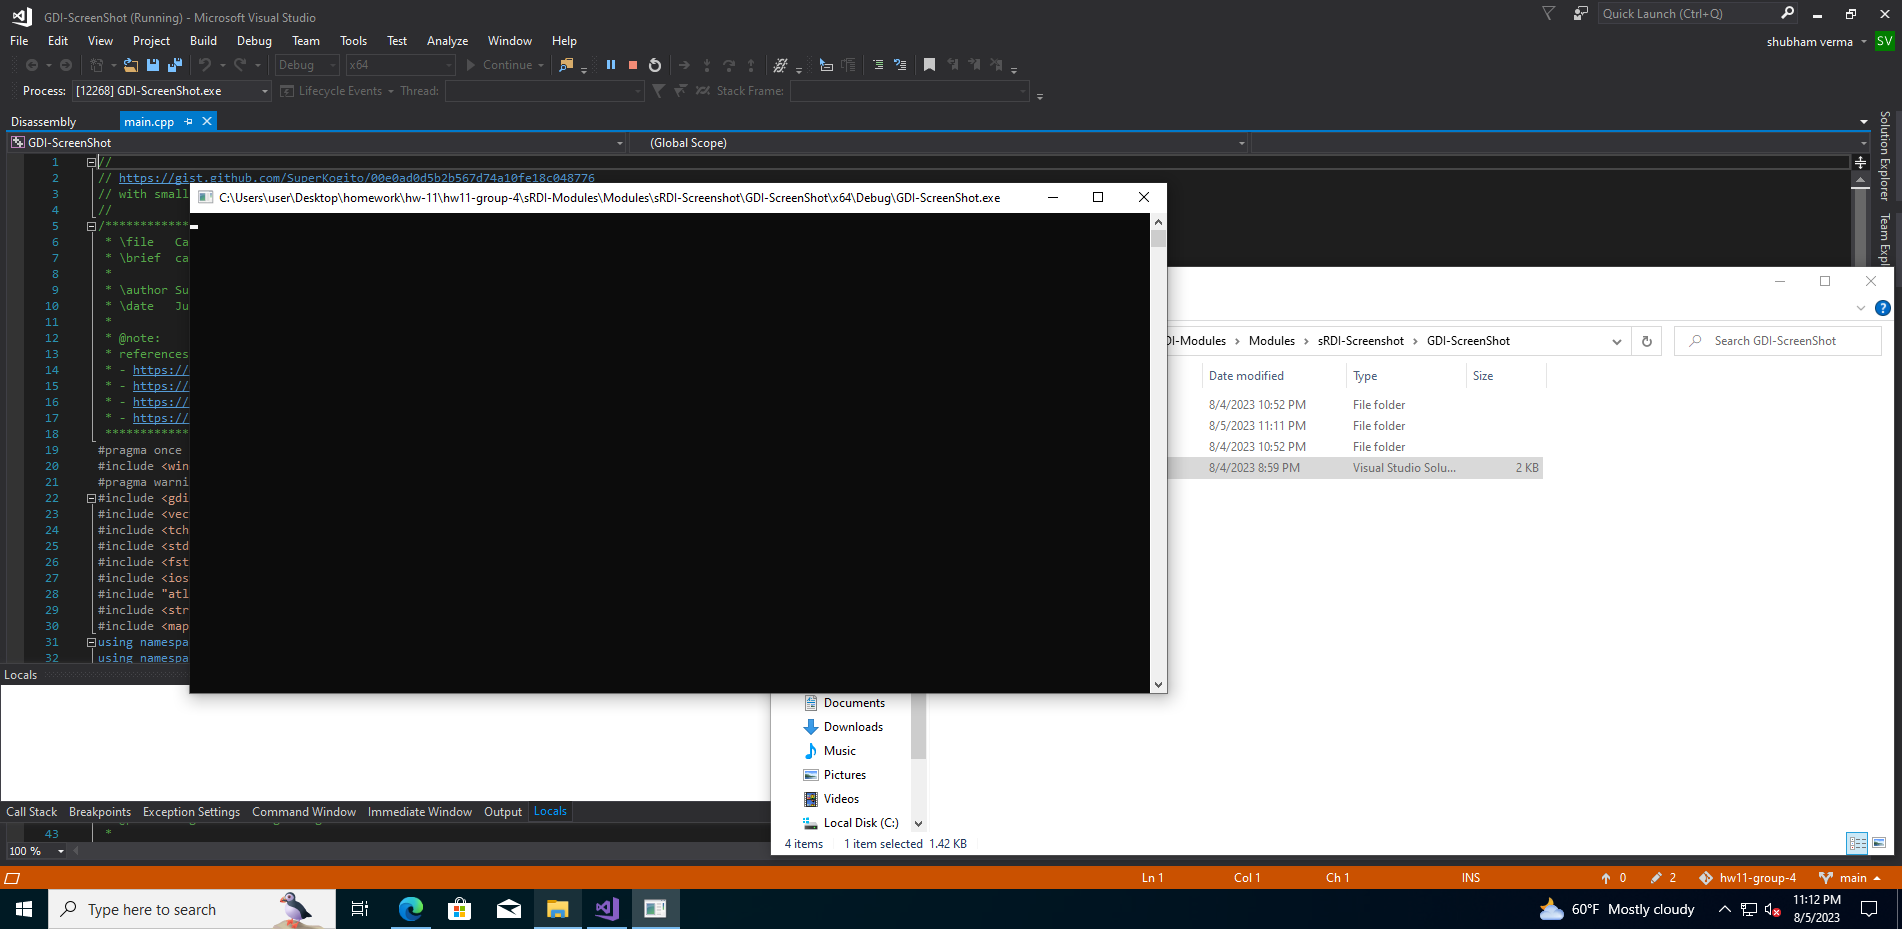 GDI-ScreenShot (Running) - Microsoft Visual Studio
Quick Launch (Ctrl+Q)
File Edit View Project Build Debug Team Tools Test Analyze Window Help
shubham verma SV
Debug x64 Continue
Process: [12268] GDI-ScreenShot.exe Lifecycle Events Thread: Stack Frame:
Disassembly main.cpp
GDI-ScreenShot (Global Scope)
Solution Explorer
Team Expl
1 //
2 // https://gist.github.com/SuperKogito/00e0ad0d5b2b567d74a10fe18c048776
3 // with small
4 //
5 /************
6 * \file Ca
7 * \brief ca
8 *
9 * \author Su
10 * \date Ju
11 *
12 * @note:
13 * references
14 * - https://
15 * - https://
16 * - https://
17 * - https://
18 ************
19 #pragma once
20 #include <win
21 #pragma warni
22 #include <gdi
23 #include <vec
24 #include <tch
25 #include <std
26 #include <fst
27 #include <ios
28 #include "atl
29 #include <str
30 #include <map
31 using namespa
32 using namespa
C:\Users\user\Desktop\homework\hw-11\hw11-group-4\sRDI-Modules\Modules\sRDI-Screenshot\GDI-ScreenShot\x64\Debug\GDI-ScreenShot.exe
DI-Modules Modules sRDI-Screenshot GDI-ScreenShot Search GDI-ScreenShot
Date modified Type Size
8/4/2023 10:52 PM File folder
8/5/2023 11:11 PM File folder
8/4/2023 10:52 PM File folder
8/4/2023 8:59 PM Visual Studio Solu... 2 KB
Locals
Documents
Downloads
Music
Pictures
Videos
Local Disk (C:)
4 items 1 item selected 1.42 KB
Call Stack Breakpoints Exception Settings Command Window Immediate Window Output Locals
43 *
100 %
Ln 1 Col 1 Ch 1 INS 0 2 hw11-group-4 main
Type here to search
60°F Mostly cloudy
11:12 PM
8/5/2023